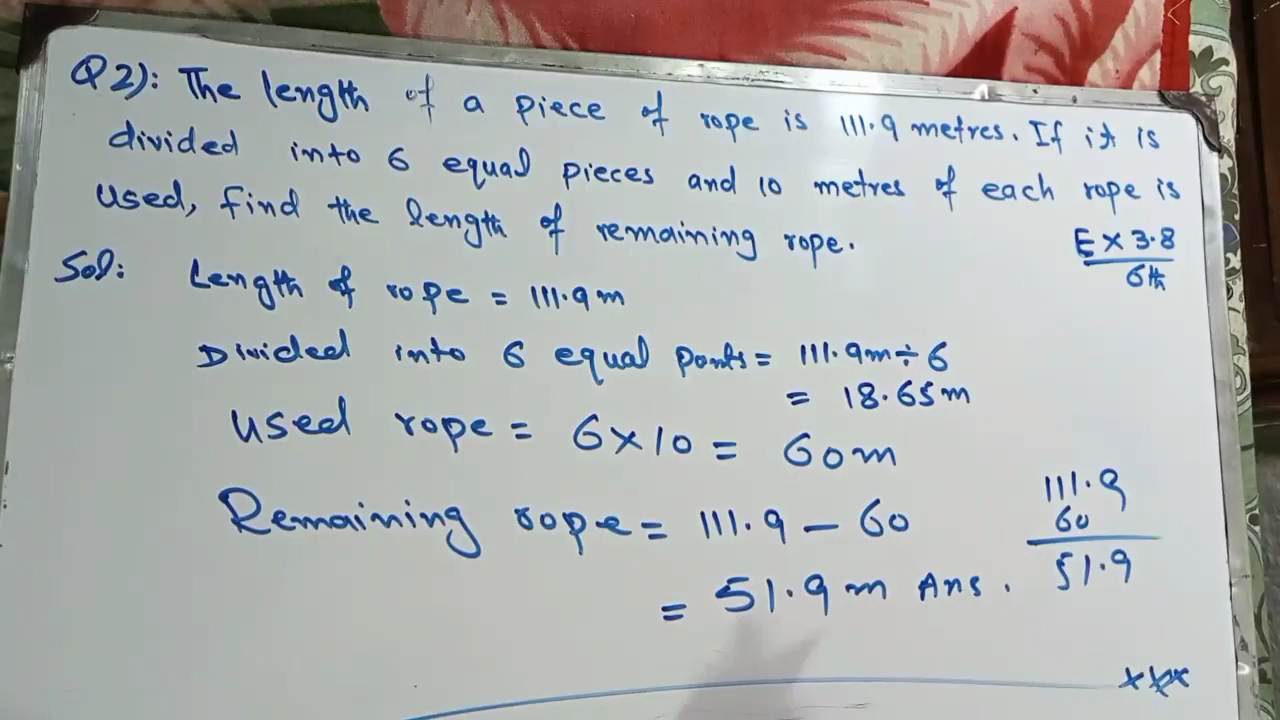 Q2): The length of a piece of rope is 111.9 metres. If it is
divided into 6 equal pieces and 10 metres of each rope is
used, find the length of remaining rope.
Ex 3.8
6th
Sol: Length of rope = 111.9m
Divided into 6 equal parts = 111.9m ÷ 6
= 18.65m
used rope = 6×10 = 60m
Remaining rope = 111.9 - 60
= 51.9m Ans.
111.9
60
51.9
xxx